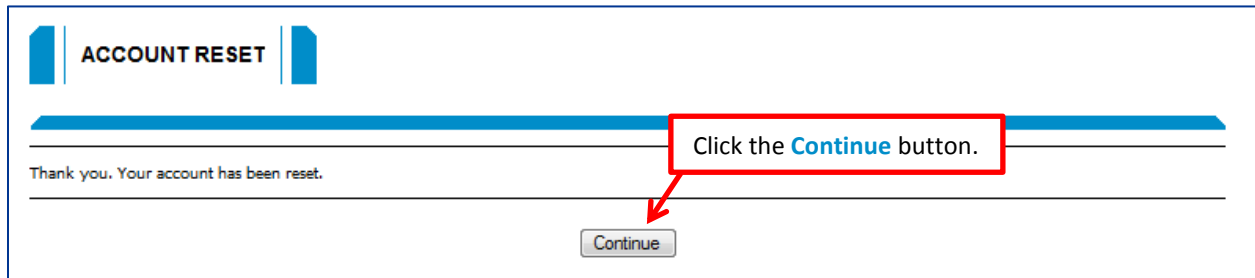 ACCOUNT RESET
Click the Continue button.
Thank you. Your account has been reset.
Continue